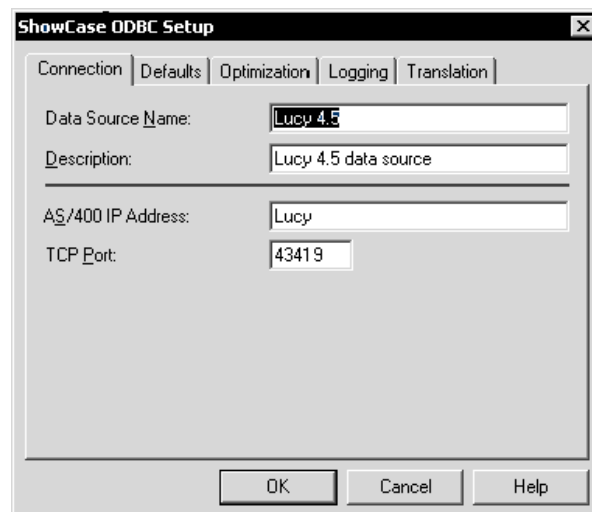 ShowCase ODBC Setup
Connection Defaults Optimization Logging Translation
Data Source Name: Lucy 4.5
Description: Lucy 4.5 data source
AS/400 IP Address: Lucy
TCP Port: 43419
OK Cancel Help